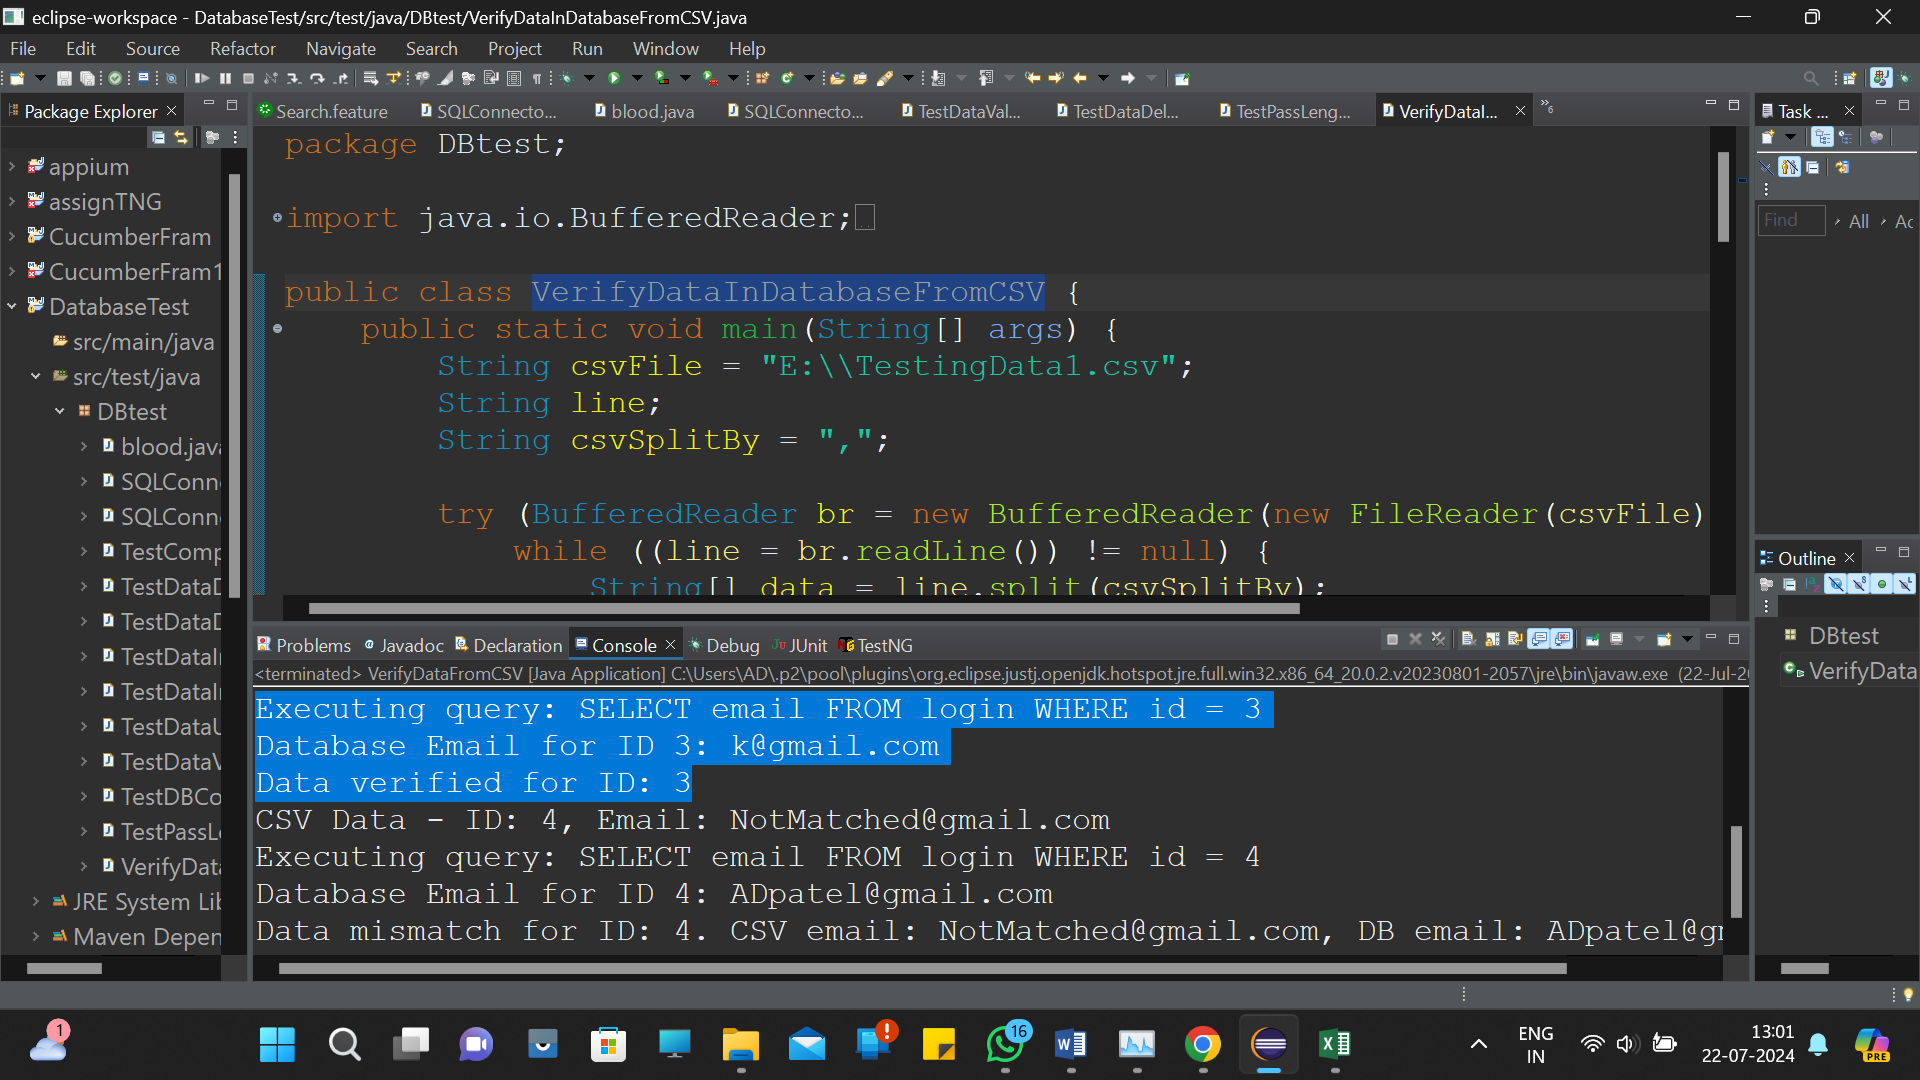 eclipse-workspace - DatabaseTest/src/test/java/DBtest/VerifyDataInDatabaseFromCSV.java
File Edit Source Refactor Navigate Search Project Run Window Help
Package Explorer
Search.feature SQLConnecto... blood.java SQLConnecto... TestDataVal... TestDataDel... TestPassLeng... VerifyDataI... »6
Task ...
appium
assignTNG
CucumberFram
CucumberFram1
DatabaseTest
src/main/java
src/test/java
DBtest
blood.java
SQLConn
SQLConn
TestComp
TestDataD
TestDataD
TestDataI
TestDataI
TestDataU
TestDataV
TestDBCo
TestPassL
VerifyData
JRE System Lib
Maven Depen
package DBtest;
import java.io.BufferedReader;
public class VerifyDataInDatabaseFromCSV {
public static void main(String[] args) {
String csvFile = "E:\\TestingData1.csv";
String line;
String csvSplitBy = ",";
try (BufferedReader br = new BufferedReader(new FileReader(csvFile)
while ((line = br.readLine()) != null) {
String[] data = line.split(csvSplitBy);
Find All Ac
Outline
DBtest
VerifyData
Problems Javadoc Declaration Console Debug JUnit TestNG
<terminated> VerifyDataFromCSV [Java Application] C:\Users\AD\.p2\pool\plugins\org.eclipse.justj.openjdk.hotspot.jre.full.win32.x86_64_20.0.2.v20230801-2057\jre\bin\javaw.exe (22-Jul-2
Executing query: SELECT email FROM login WHERE id = 3
Database Email for ID 3: k@gmail.com
Data verified for ID: 3
CSV Data - ID: 4, Email: NotMatched@gmail.com
Executing query: SELECT email FROM login WHERE id = 4
Database Email for ID 4: ADpatel@gmail.com
Data mismatch for ID: 4. CSV email: NotMatched@gmail.com, DB email: ADpatel@gm
1
16
ENG
IN
13:01
22-07-2024
PRE